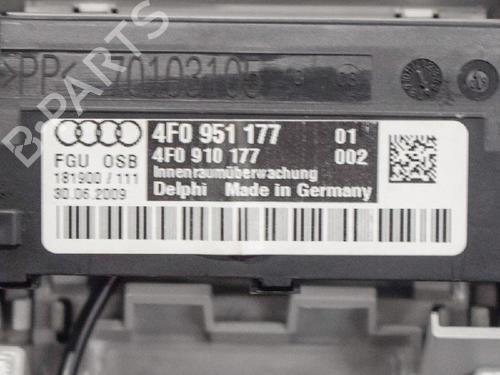 >PP< 70103105
4F0 951 177 01
FGU OSB 4F0 910 177 002
181900 / 111 Innenraumüberwachung
30.06.2009 Delphi Made in Germany
B-PARTS